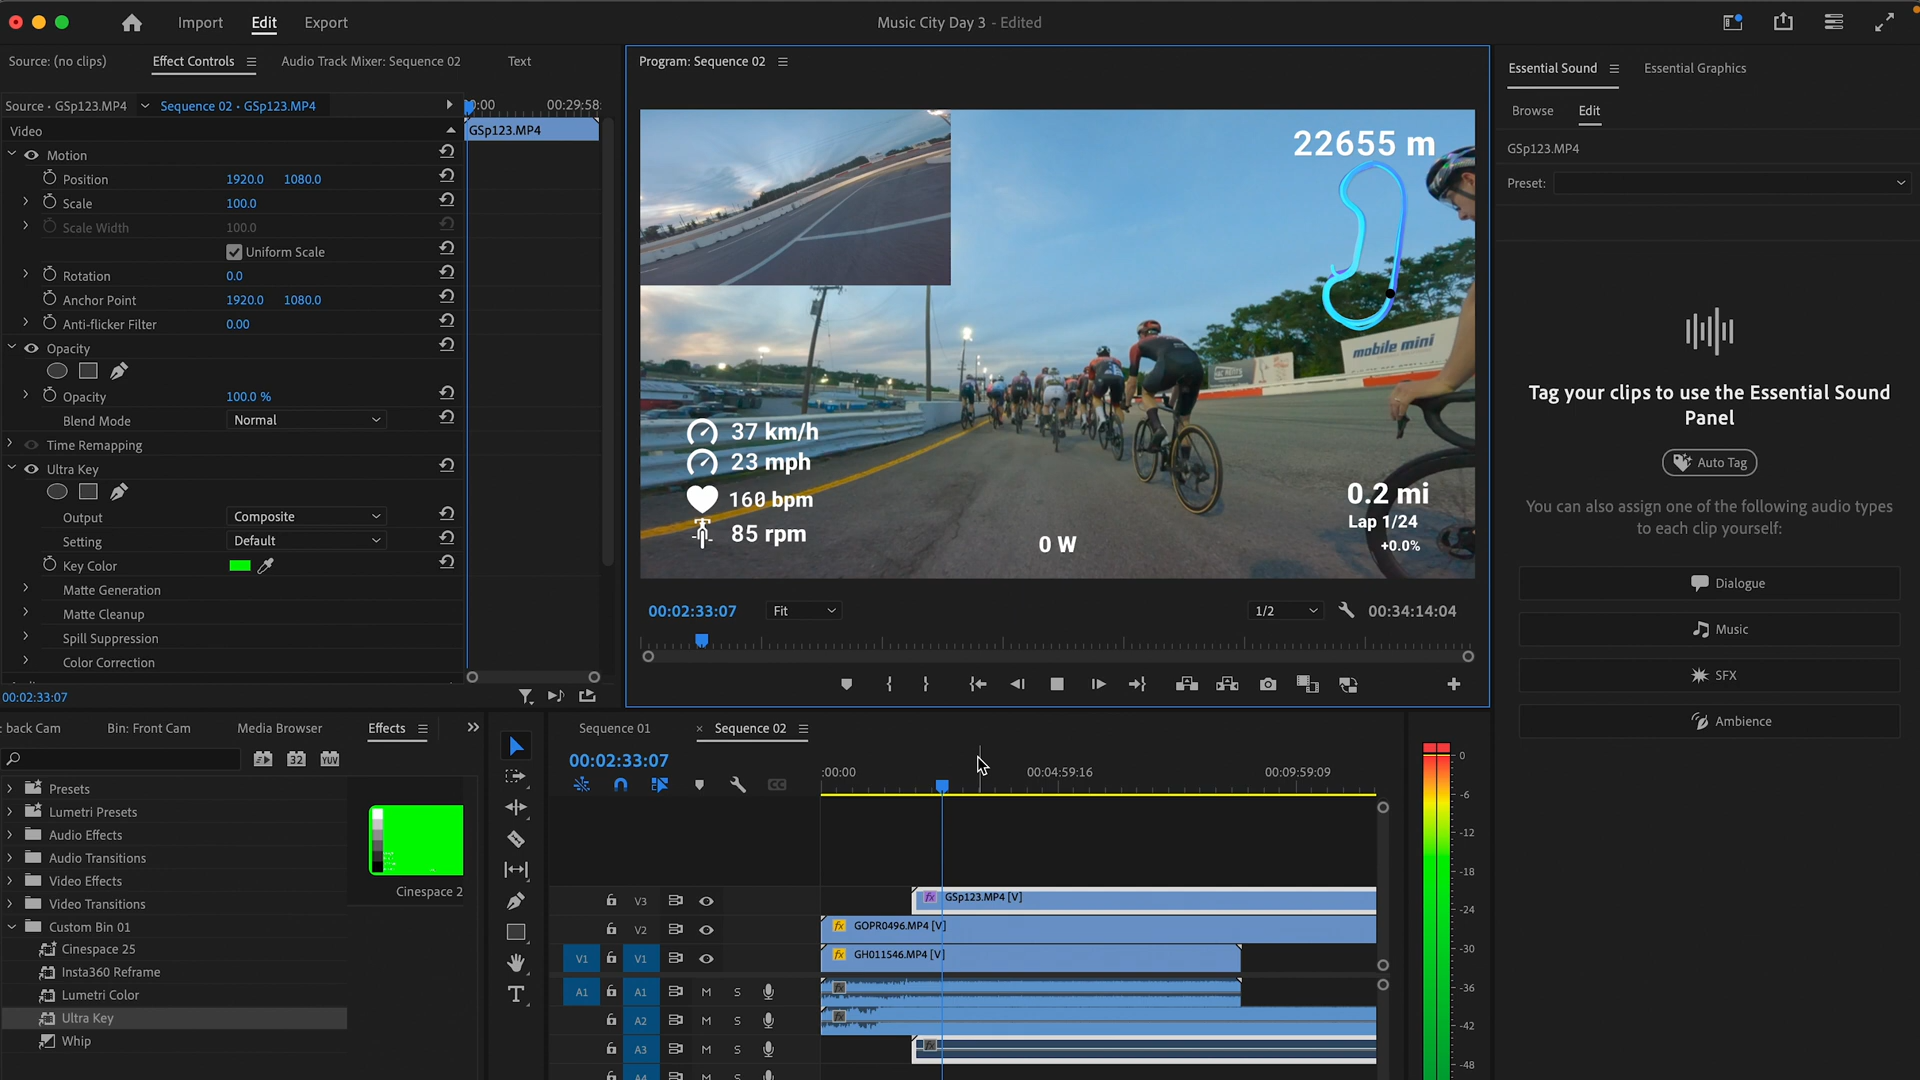 Import
Edit
Export
Music City Day 3 - Edited
Source: (no clips)
Effect Controls
Audio Track Mixer: Sequence 02
Text
Program: Sequence 02
Essential Sound
Essential Graphics
Browse
Edit
Source • GSp123.MP4
Sequence 02 • GSp123.MP4
00:29:58:
GSp123.MP4
Preset:
Video
GSp123.MP4
Motion
Position
1920.0 1080.0
Scale
100.0
Scale Width
100.0
Uniform Scale
Rotation
0.0
Anchor Point
1920.0 1080.0
Anti-flicker Filter
0.00
Opacity
Opacity
100.0 %
Blend Mode
Normal
Time Remapping
Ultra Key
Output
Composite
Setting
Default
Key Color
Matte Generation
Matte Cleanup
Spill Suppression
Color Correction
00:02:33:07
22655 m
mobile mini
37 km/h
23 mph
160 bpm
85 rpm
0 W
0.2 mi
Lap 1/24
+0.0%
00:02:33:07
Fit
1/2
00:34:14:04
Tag your clips to use the Essential Sound
Panel
Auto Tag
You can also assign one of the following audio types
to each clip yourself:
Dialogue
Music
SFX
Ambience
: back Cam
Bin: Front Cam
Media Browser
Effects
32
YUV
Presets
Lumetri Presets
Audio Effects
Audio Transitions
Video Effects
Video Transitions
Custom Bin 01
Cinespace 25
Insta360 Reframe
Lumetri Color
Ultra Key
Whip
Cinespace 2
T
Sequence 01
Sequence 02
00:02:33:07
CC
:00:00
00:04:59:16
00:09:59:09
V3
fx GSp123.MP4 [V]
V2
fx GOPR0496.MP4 [V]
V1
V1
fx GH011546.MP4 [V]
A1
A1
M
S
fx
A2
M
S
fx
A3
M
S
fx
A4
M
S
0
-6
-12
-18
-24
-30
-36
-42
-48